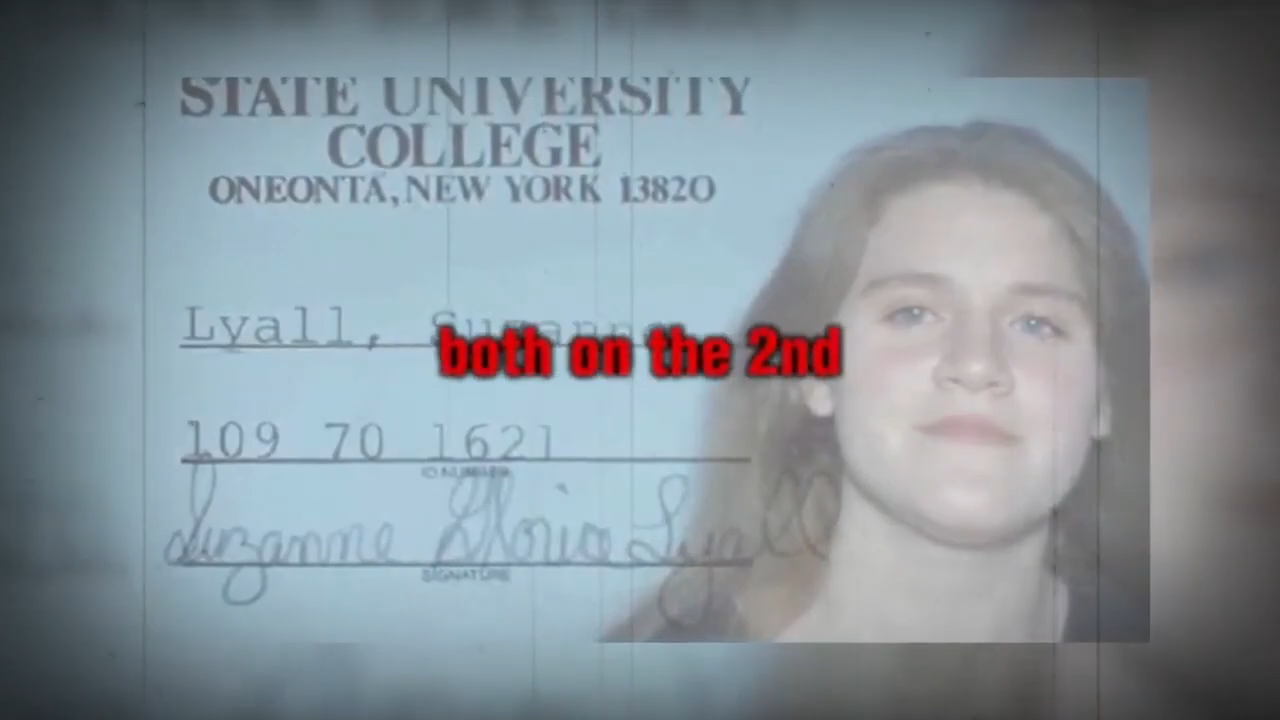 STATE UNIVERSITY
COLLEGE
ONEONTA, NEW YORK 13820
Lyall, Suzanne
both on the 2nd
109 70 1621
ID NUMBER
Suzanne Gloria Lyall
SIGNATURE